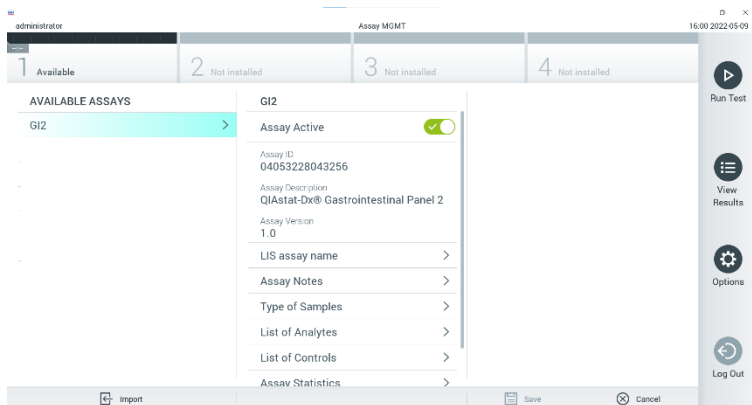 administrator
Assay MGMT
16:00 2022-05-09
1 Available
2 Not installed
3 Not installed
4 Not installed
Run Test
View
Results
Options
Log Out
AVAILABLE ASSAYS
GI2
GI2
Assay Active
Assay ID
04053228043256
Assay Description
QIAstat-Dx® Gastrointestinal Panel 2
Assay Version
1.0
LIS assay name
Assay Notes
Type of Samples
List of Analytes
List of Controls
Assay Statistics
Import
Save
Cancel